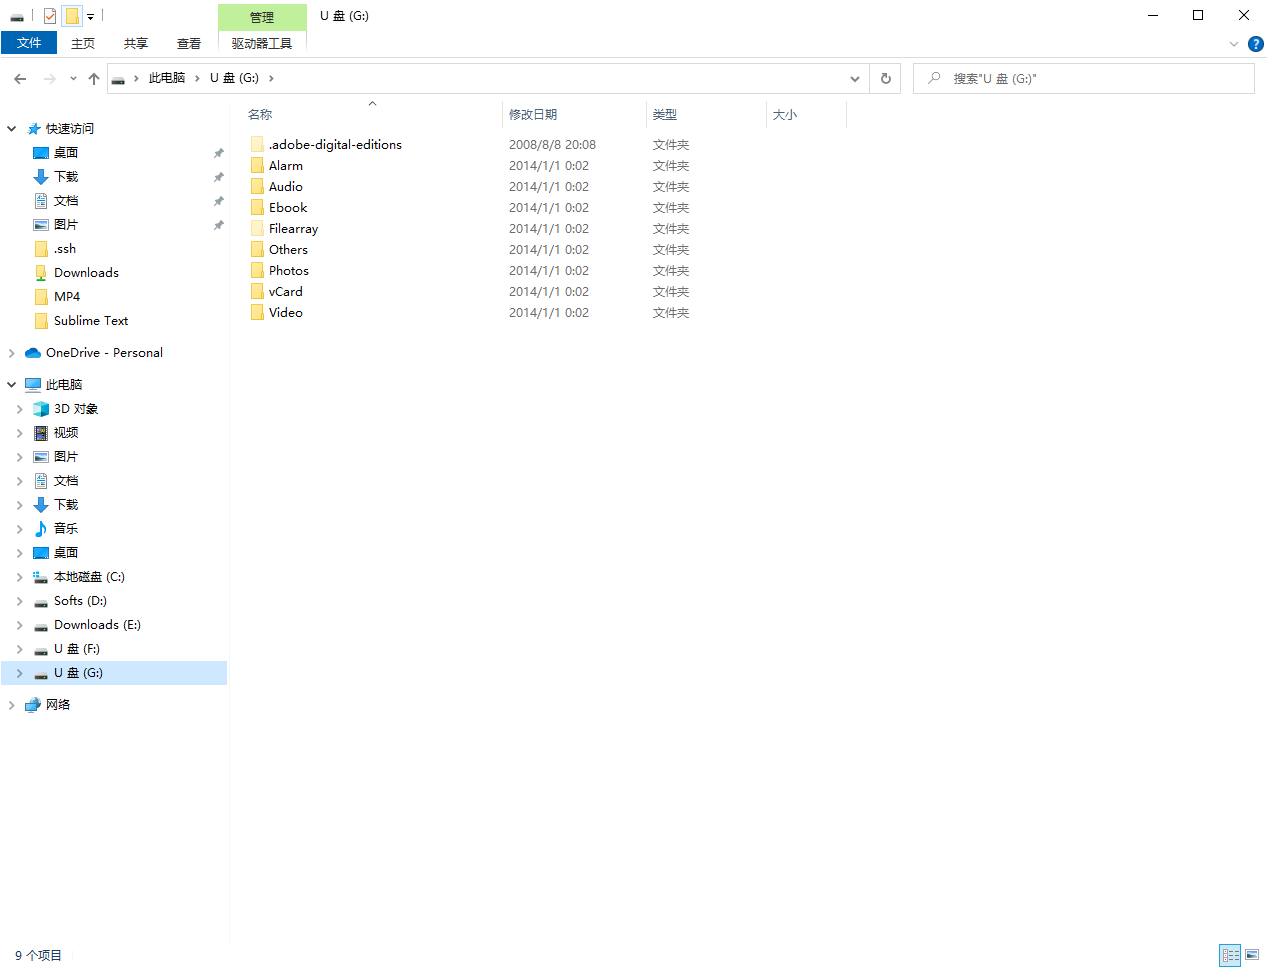 管理
U 盘 (G:)
文件 主页 共享 查看 驱动器工具
此电脑 › U 盘 (G:) ›
搜索"U 盘 (G:)"
名称 修改日期 类型 大小
快速访问
桌面
下载
文档
图片
.ssh
Downloads
MP4
Sublime Text
OneDrive - Personal
此电脑
3D 对象
视频
图片
文档
下载
音乐
桌面
本地磁盘 (C:)
Softs (D:)
Downloads (E:)
U 盘 (F:)
U 盘 (G:)
网络
.adobe-digital-editions 2008/8/8 20:08 文件夹
Alarm 2014/1/1 0:02 文件夹
Audio 2014/1/1 0:02 文件夹
Ebook 2014/1/1 0:02 文件夹
Filearray 2014/1/1 0:02 文件夹
Others 2014/1/1 0:02 文件夹
Photos 2014/1/1 0:02 文件夹
vCard 2014/1/1 0:02 文件夹
Video 2014/1/1 0:02 文件夹
9 个项目